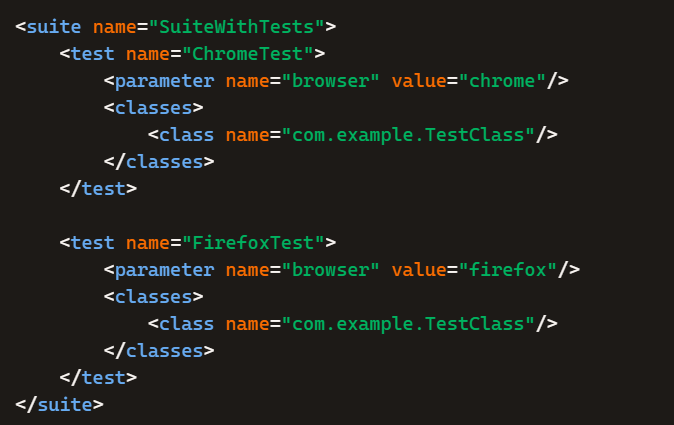 <suite name="SuiteWithTests">
    <test name="ChromeTest">
        <parameter name="browser" value="chrome"/>
        <classes>
            <class name="com.example.TestClass"/>
        </classes>
    </test>

    <test name="FirefoxTest">
        <parameter name="browser" value="firefox"/>
        <classes>
            <class name="com.example.TestClass"/>
        </classes>
    </test>
</suite>